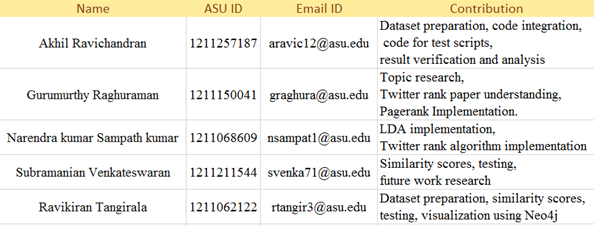 Name ASU ID Email ID Contribution
Dataset preparation, code integration,
Akhil Ravichandran 1211257187 aravic12@asu.edu code for test scripts,
result verification and analysis
Topic research,
Gurumurthy Raghuraman 1211150041 graghura@asu.edu Twitter rank paper understanding,
Pagerank Implementation.
LDA implementation,
Narendra kumar Sampath kumar 1211068609 nsampat1@asu.edu Twitter rank algorithm implementation
Similarity scores, testing,
Subramanian Venkateswaran 1211211544 svenka71@asu.edu future work research
Dataset preparation, similarity scores,
Ravikiran Tangirala 1211062122 rtangir3@asu.edu testing, visualization using Neo4j